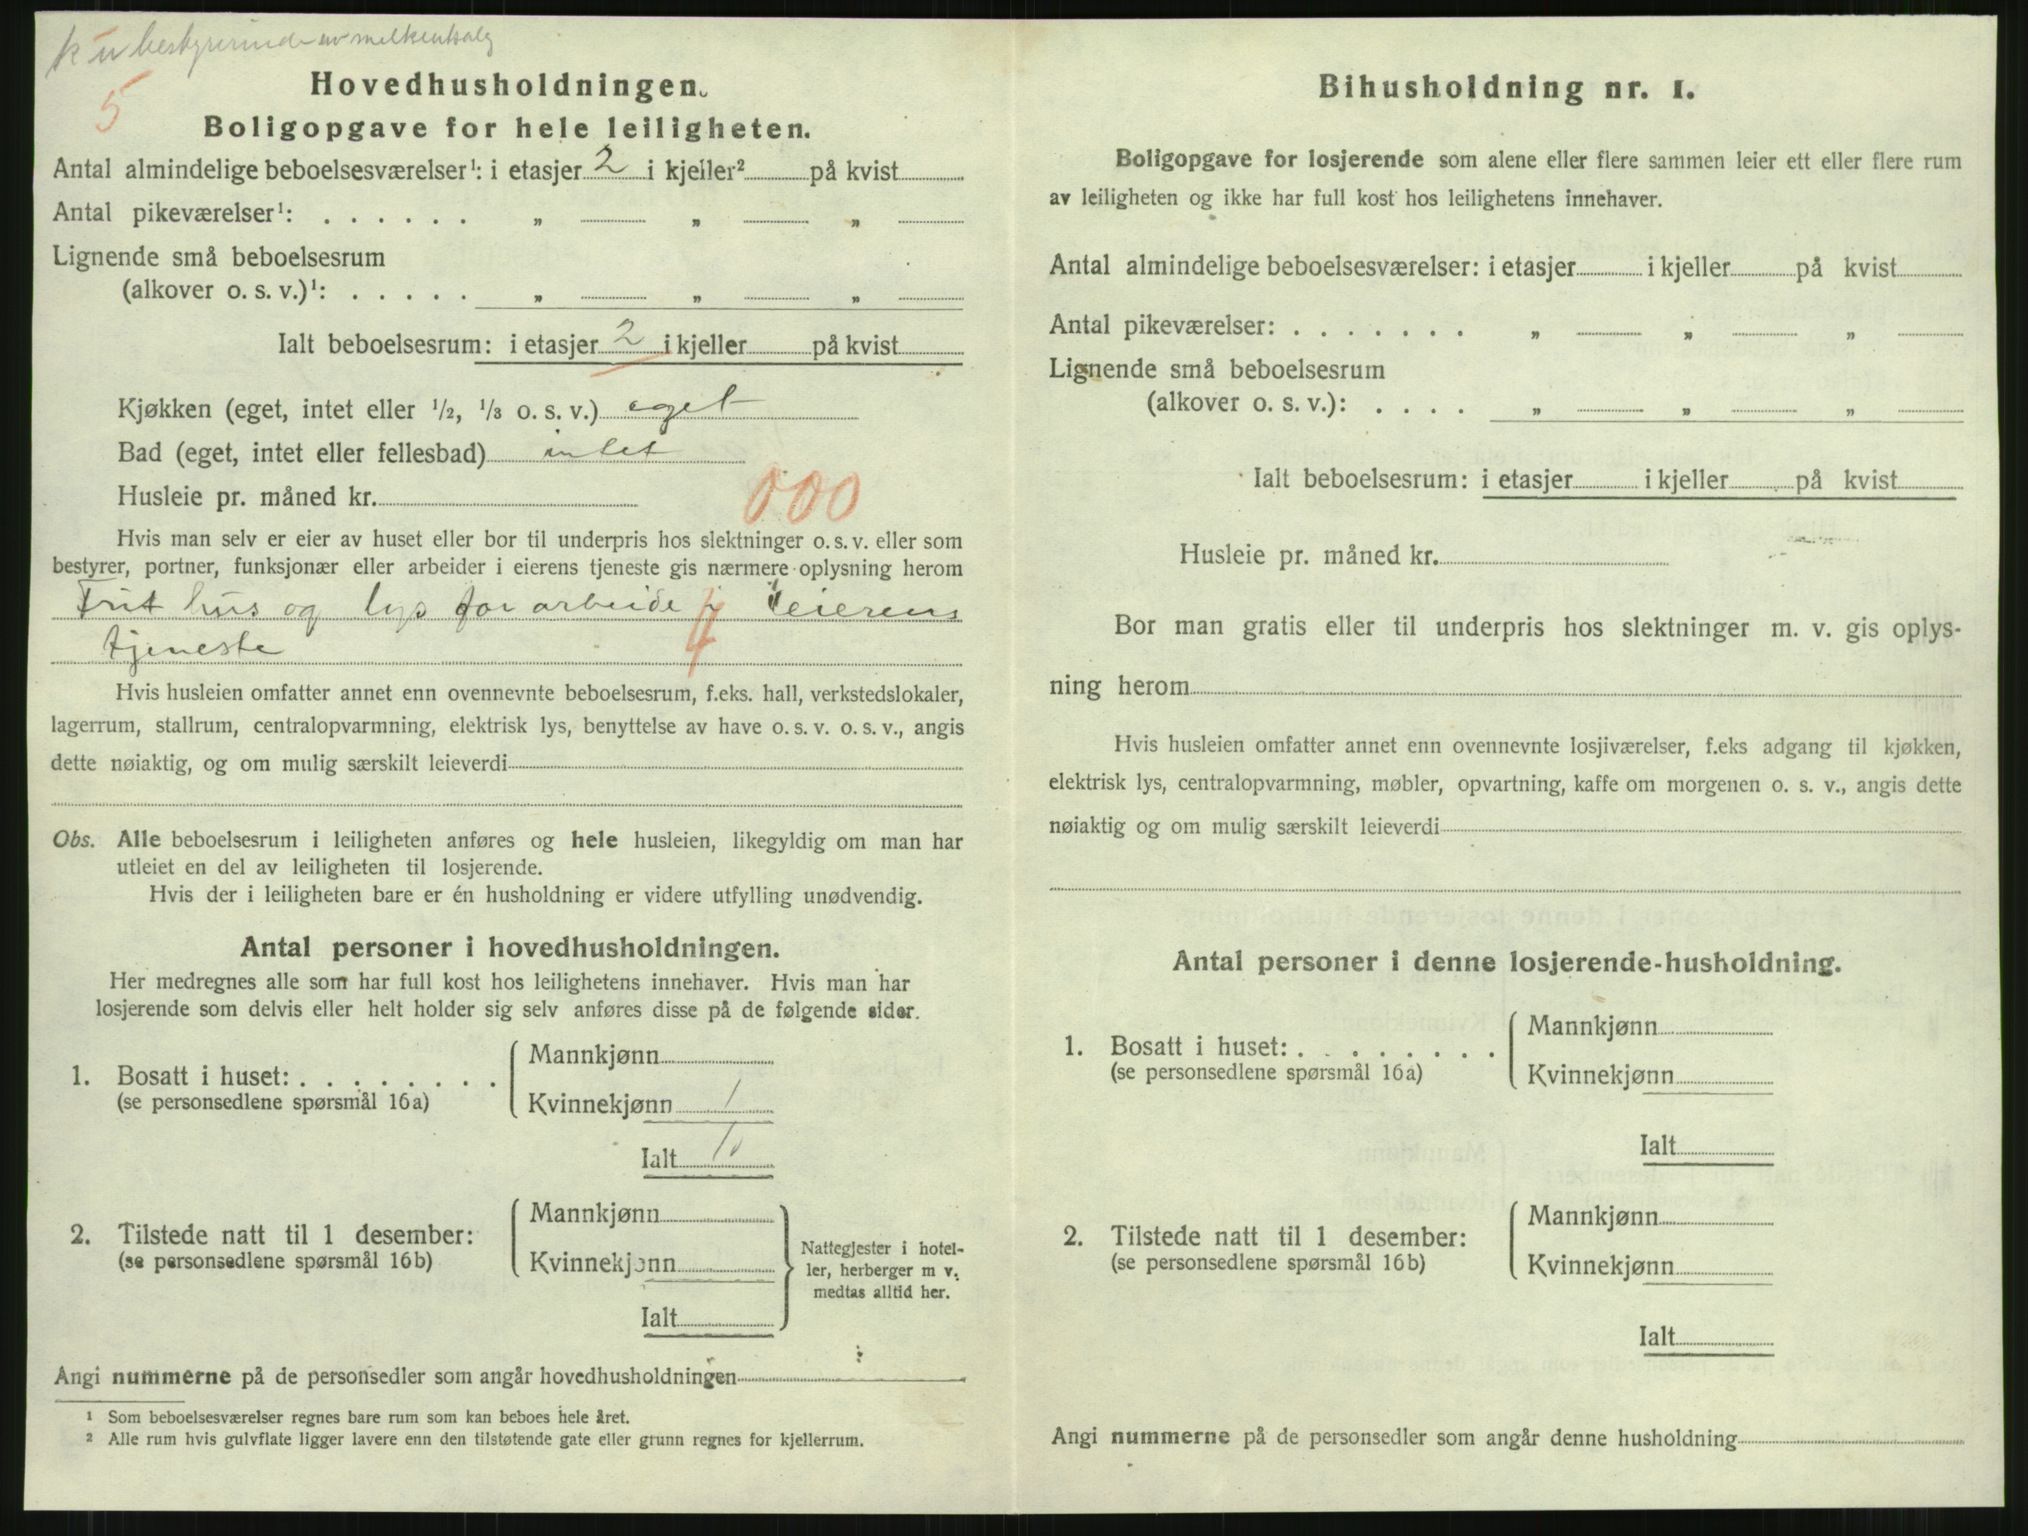 k u bestyrerinde av melkeutsalg
5
Hovedhusholdningen.
Boligopgave for hele leiligheten.
Antal almindelige beboelsesværelser¹: i etasjer 2 i kjeller² på kvist
Antal pikeværelser¹: . . . . . . „ „ „
Lignende små beboelsesrum
(alkover o. s. v.)¹: . . . . . „ „ „
Ialt beboelsesrum: i etasjer 2 i kjeller på kvist
Kjøkken (eget, intet eller 1/2, 1/3 o. s. v.) eget
Bad (eget, intet eller fellesbad) intet
Husleie pr. måned kr. 000
Hvis man selv er eier av huset eller bor til underpris hos slektninger o. s. v. eller som
bestyrer, portner, funksjonær eller arbeider i eierens tjeneste gis nærmere oplysning herom
Frit hus og lys for arbeide i eierens
tjeneste 4
Hvis husleien omfatter annet enn ovennevnte beboelsesrum, f.eks. hall, verkstedslokaler,
lagerrum, stallrum, centralopvarmning, elektrisk lys, benyttelse av have o. s. v. o. s. v., angis
dette nøiaktig, og om mulig særskilt leieverdi
Obs. Alle beboelsesrum i leiligheten anføres og hele husleien, likegyldig om man har
utleiet en del av leiligheten til losjerende.
Hvis der i leiligheten bare er én husholdning er videre utfylling unødvendig.
Antal personer i hovedhusholdningen.
Her medregnes alle som har full kost hos leilighetens innehaver. Hvis man har
losjerende som delvis eller helt holder sig selv anføres disse på de følgende sider.
1. Bosatt i huset: . . . . . . . .
(se personsedlene spørsmål 16a)
Mannkjønn
Kvinnekjønn 1
Ialt 1
2. Tilstede natt til 1 desember:
(se personsedlene spørsmål 16b)
Mannkjønn
Kvinnekjønn
Ialt
Nattegjester i hotel-
ler, herberger m v.
medtas alltid her.
Angi nummerne på de personsedler som angår hovedhusholdningen
¹ Som beboelsesværelser regnes bare rum som kan beboes hele året.
² Alle rum hvis gulvflate ligger lavere enn den tilstøtende gate eller grunn regnes for kjellerrum.
Bihusholdning nr. 1.
Boligopgave for losjerende som alene eller flere sammen leier ett eller flere rum
av leiligheten og ikke har full kost hos leilighetens innehaver.
Antal almindelige beboelsesværelser: i etasjer i kjeller på kvist
Antal pikeværelser: . . . . . . . „ „ „
Lignende små beboelsesrum
(alkover o. s. v.): . . . . „ „ „
Ialt beboelsesrum: i etasjer i kjeller på kvist
Husleie pr. måned kr.
Bor man gratis eller til underpris hos slektninger m. v. gis oplys-
ning herom
Hvis husleien omfatter annet enn ovennevnte losjiværelser, f.eks adgang til kjøkken,
elektrisk lys, centralopvarmning, møbler, opvartning, kaffe om morgenen o. s. v., angis dette
nøiaktig og om mulig særskilt leieverdi
Antal personer i denne losjerende-husholdning.
1. Bosatt i huset: . . . . . . . .
(se personsedlene spørsmål 16a)
Mannkjønn
Kvinnekjønn
Ialt
2. Tilstede natt til 1 desember:
(se personsedlene spørsmål 16b)
Mannkjønn
Kvinnekjønn
Ialt
Angi nummerne på de personsedler som angår denne husholdning